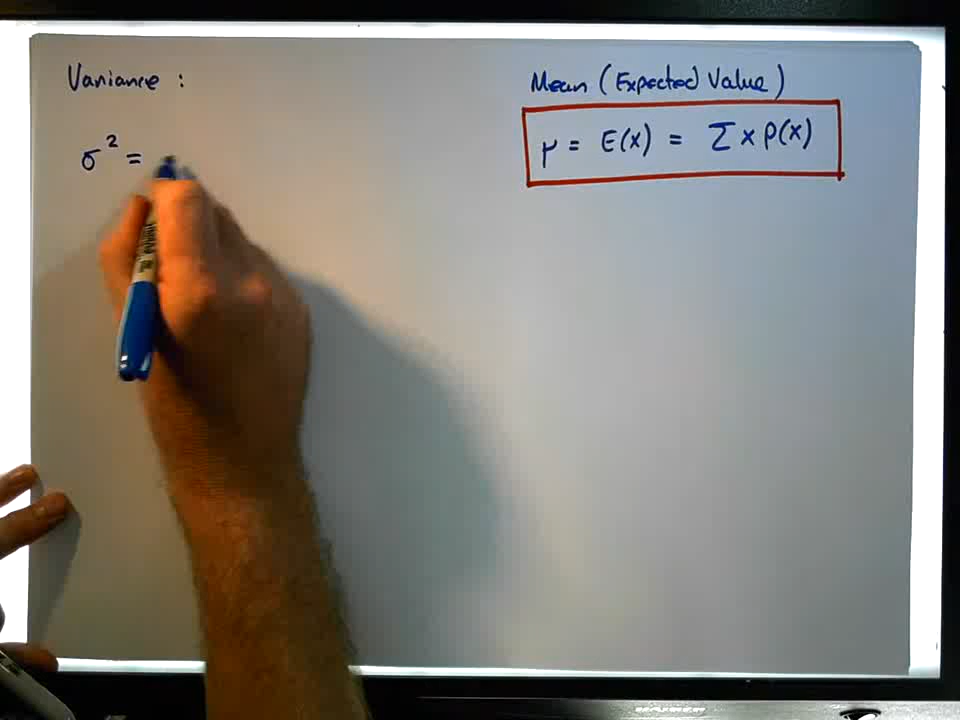 Variance :
σ² =
Mean (Expected Value)
μ = E(x) = Σ x P(x)